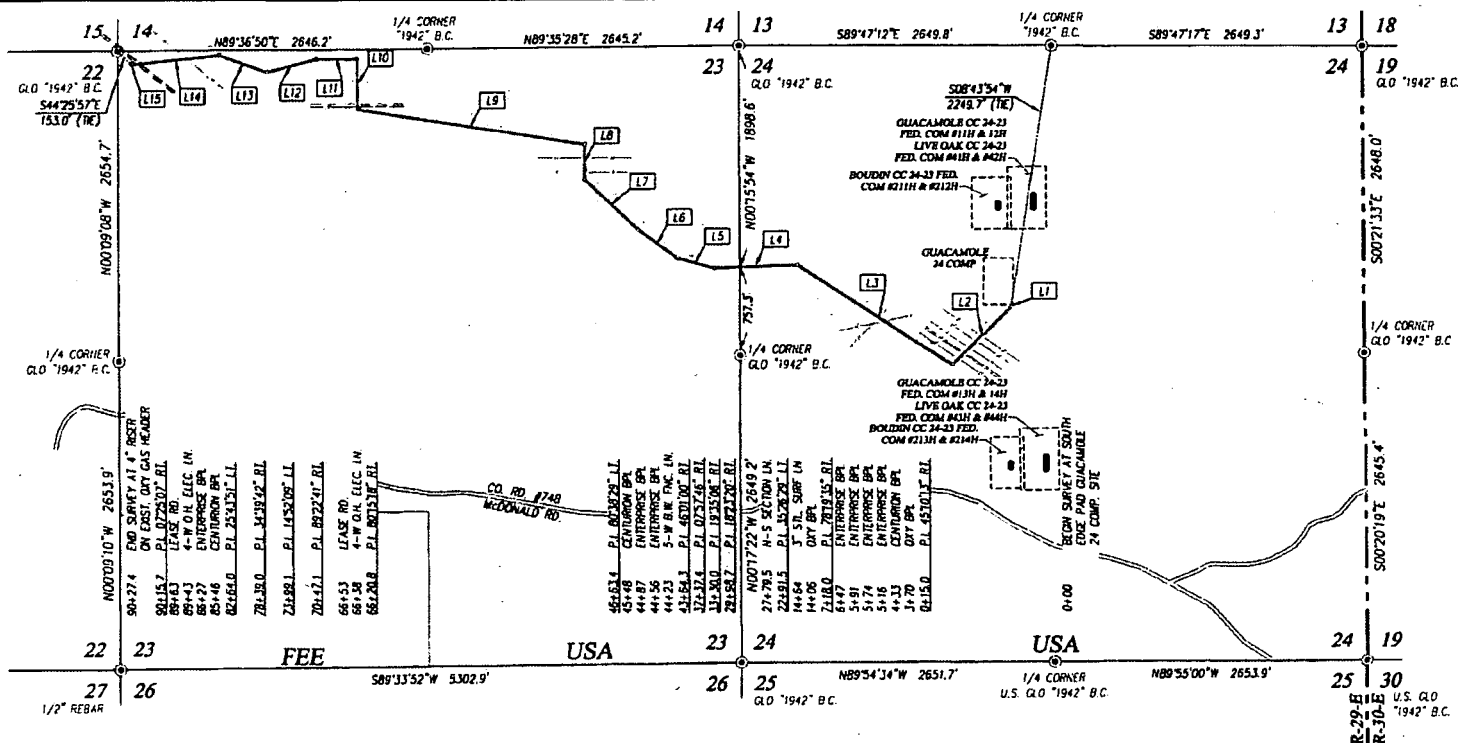 15 14
22
GLO "1942" B.C.
S44°25'57"E
153.0' (TIE)
N89°36'50"E 2646.2'
1/4 CORNER
"1942" B.C.
N89°35'28"E 2645.2'
14 13
23 24
GLO "1942" B.C.
S89°47'12"E 2649.8'
1/4 CORNER
"1942" B.C.
S89°47'17"E 2649.3'
13 18
24 19
GLO "1942" B.C.
L15
L14
L13
L12
L11
L10
L9
L8
L7
L6
L5
L4
L3
L2
L1
S08°43'54"W
2249.7' (TIE)
GUACAMOLE CC 24-23
FED. COM #11H & 12H
LIVE OAK CC 24-23
FED. COM #41H & #42H
BOUDIN CC 24-23 FED.
COM #211H & #212H
GUACAMOLE
24 COMP
N00°09'08"W 2654.7'
N00°15'54"W 1898.6'
757.3'
S00°21'33"E 2648.0'
1/4 CORNER
GLO "1942" B.C.
1/4 CORNER
GLO "1942" B.C.
1/4 CORNER
GLO "1942" B.C
GUACAMOLE CC 24-23
FED. COM #13H & 14H
LIVE OAK CC 24-23
FED. COM #43H & #44H
BOUDIN CC 24-23 FED.
COM #213H & #214H
N00°09'10"W 2653.9'
90+27.4 END SURVEY AT 4" RISER
ON EXIST. OXY GAS HEADER
90+15.7 P.I. 07°25'07" RT.
89+63 LEASE RD.
89+43 4-W O.H. ELEC. LN.
86+27 ENTERPRISE BPL
85+46 CENTURION BPL
82+64.0 P.I. 25°43'51" LT.
78+39.0 P.I. 34°39'42" RT.
73+99.1 P.I. 14°52'09" LT.
70+47.1 P.I. 89°22'41" RT.
66+53 LEASE RD.
66+38 4-W O.H. ELEC. LN.
66+20.8 P.I. 80°15'18" RT.
CO. RD. #748
McDONALD RD.
46+63.4 P.I. 80°38'29" LT.
45+48 CENTURION BPL
44+87 ENTERPRISE BPL
44+56 ENTERPRISE BPL
44+23 5-W B.W. FNC. LN.
43+64.3 P.I. 46°01'00" RT.
37+37.4 P.I. 07°57'46" RT.
33+30.0 P.I. 19°35'08" RT.
29+98.7 P.I. 18°23'20" RT.
N00°17'22"W 2649.2'
27+79.5 N-S SECTION LN.
22+91.5 P.I. 35°26'29" LT.
14+64 3" STL. SURF LN
14+06 OXY BPL
7+18.0 P.I. 78°19'35" RT.
6+47 ENTERPRISE BPL
5+91 ENTERPRISE BPL
5+74 ENTERPRISE BPL
5+16 ENTERPRISE BPL
4+33 CENTURION BPL
3+70 OXY BPL
0+15.0 P.I. 45°10'13" RT.
0+00 BEGIN SURVEY AT SOUTH
EDGE PAD GUACAMOLE
24 COMP. SITE
S00°20'19"E 2645.4'
22 23
27 26
1/2" REBAR
FEE
S89°33'52"W 5302.9'
USA
23 24
26 25
GLO "1942" B.C.
N89°54'34"W 2651.7'
USA
1/4 CORNER
U.S. GLO "1942" B.C.
N89°55'00"W 2653.9'
24 19
25 30
U.S. GLO
"1942" B.C.
R-29-E
R-30-E